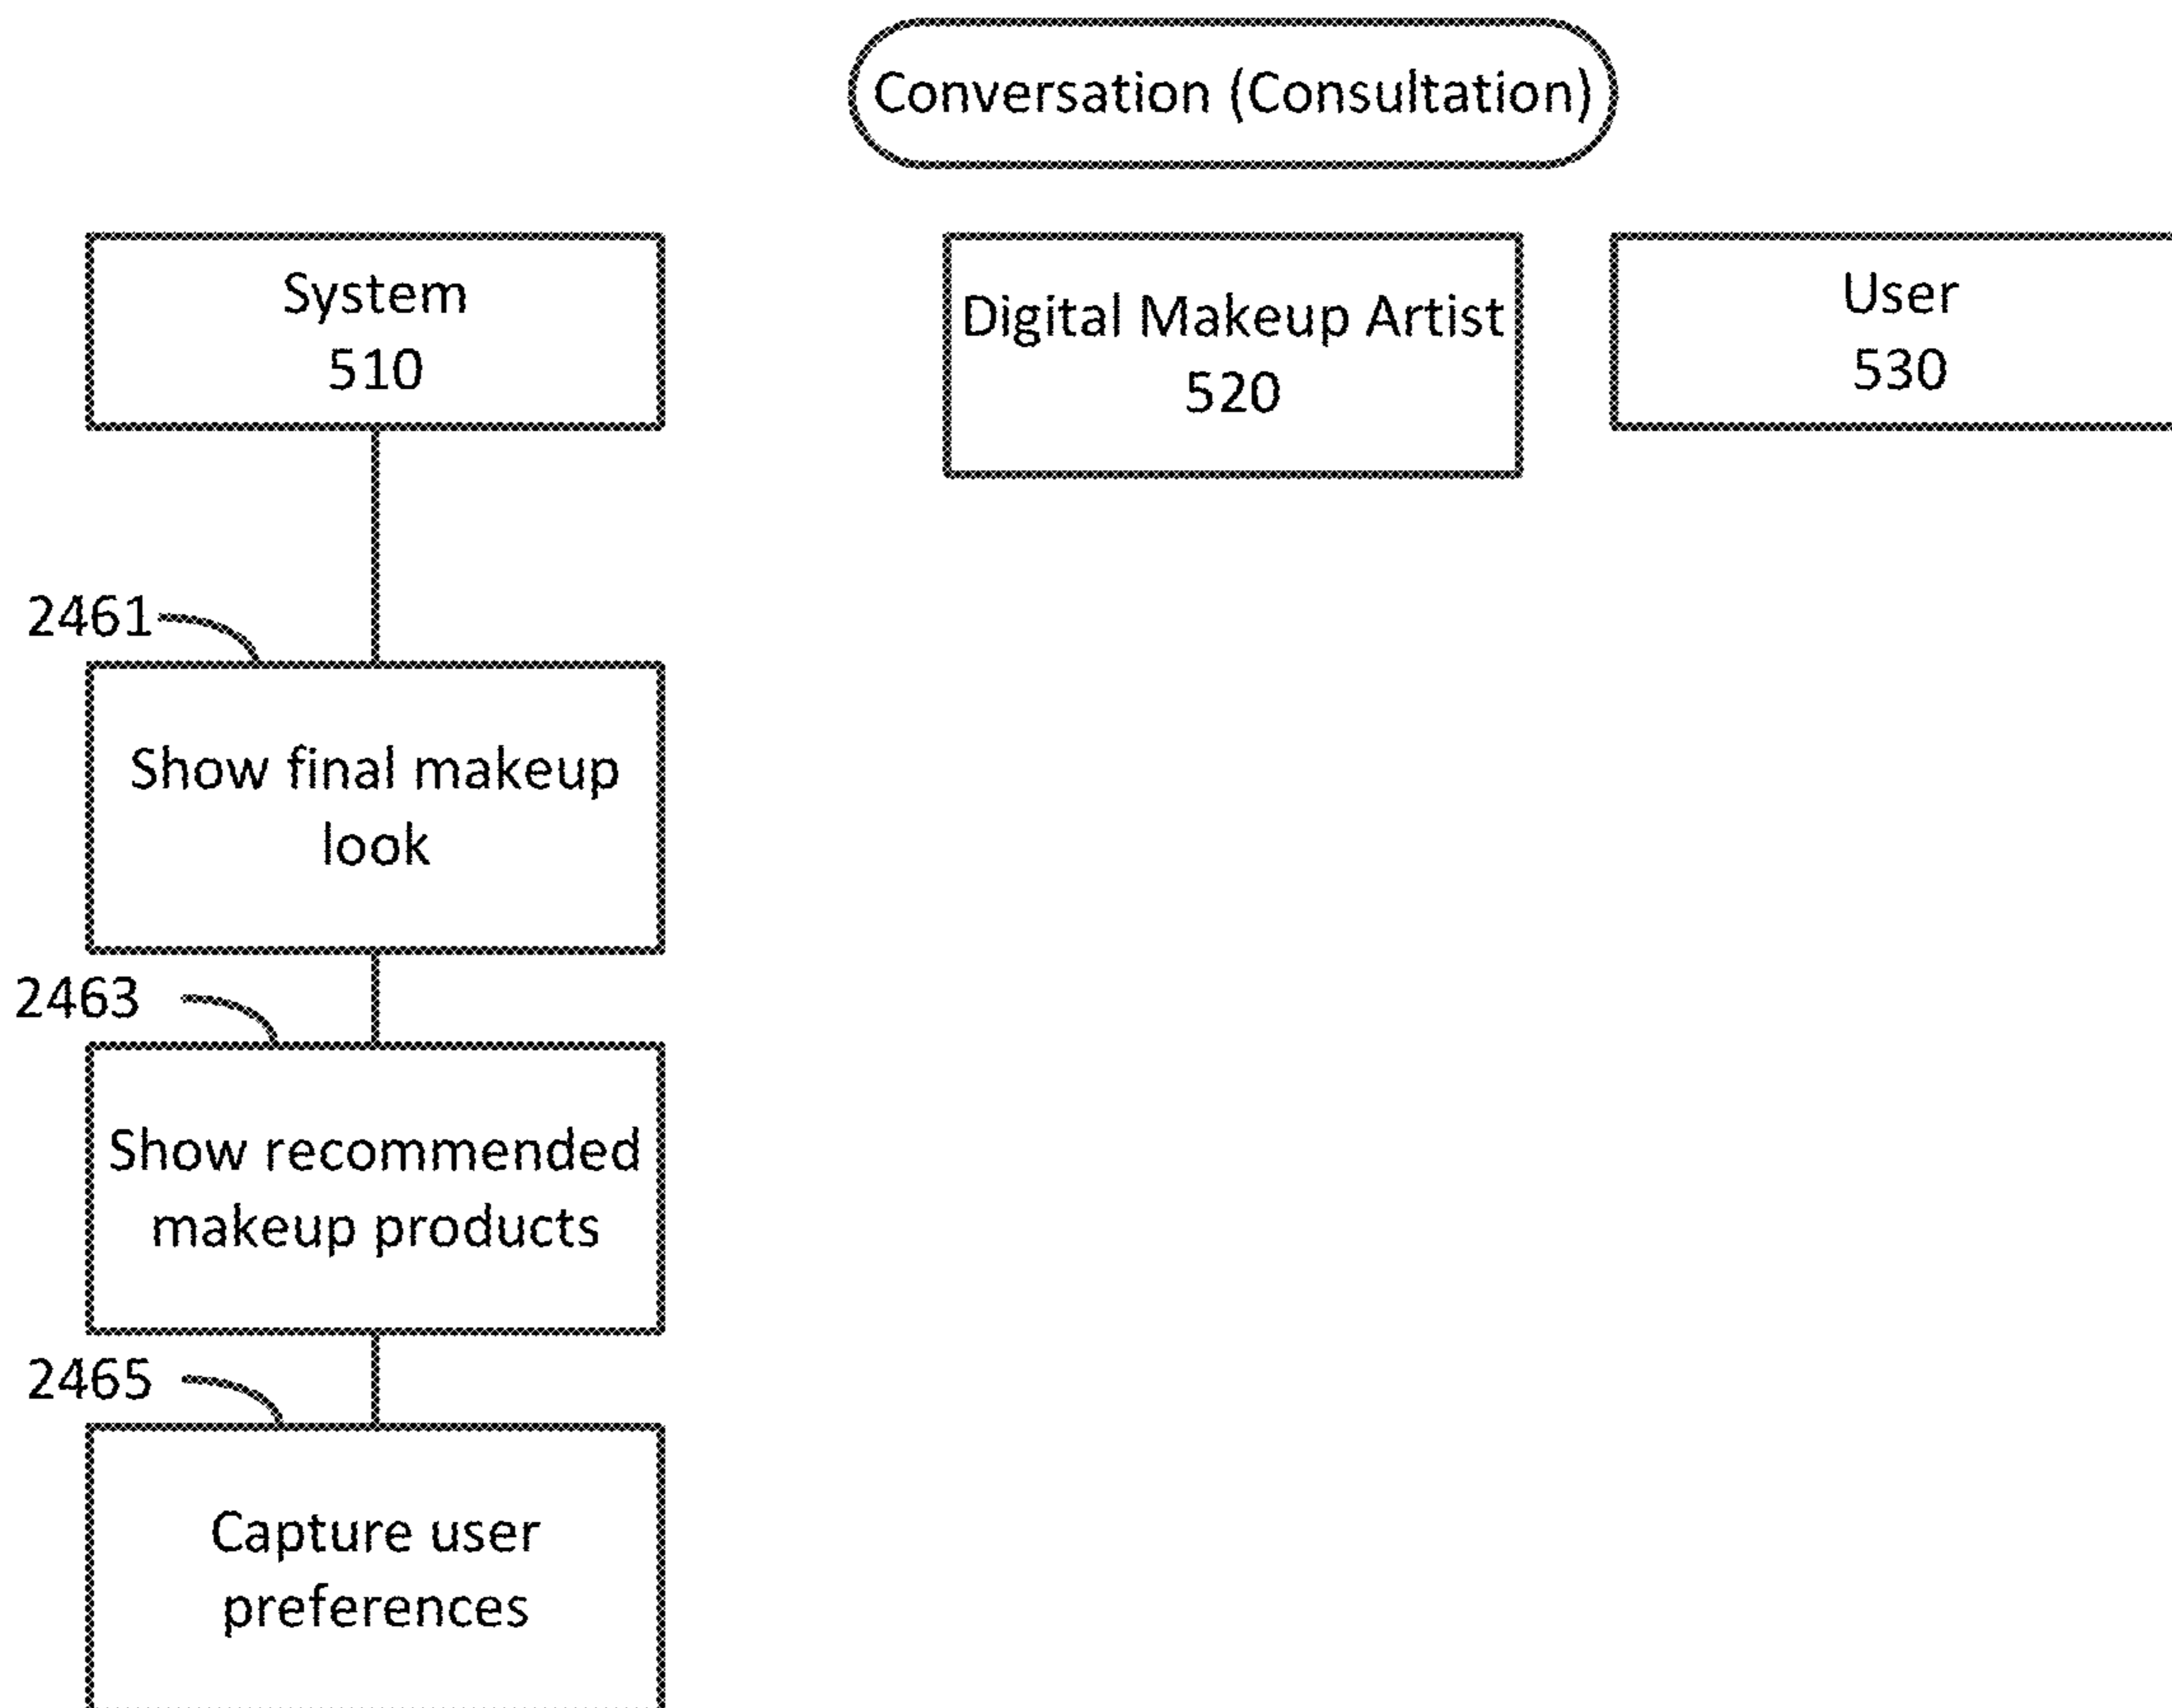 Conversation (Consultation)
System
510
Digital Makeup Artist
520
User
530
2461
Show final makeup
look
2463
Show recommended
makeup products
2465
Capture user
preferences